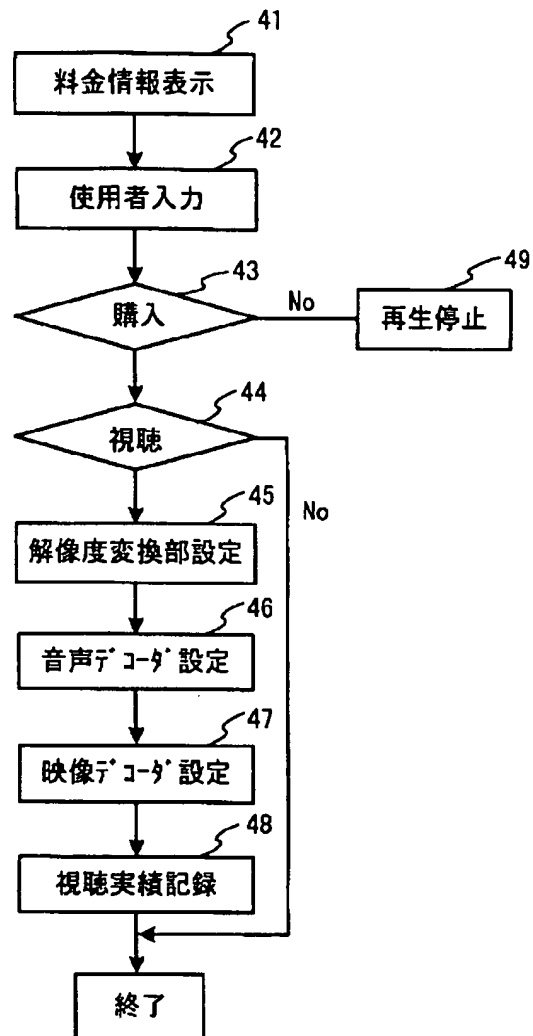 41
料金情報表示
42
使用者入力
43
購入
No
49
再生停止
44
視聴
No
45
解像度変換部設定
46
音声ﾃﾞｺｰﾀﾞ設定
47
映像ﾃﾞｺｰﾀﾞ設定
48
視聴実績記録
終了